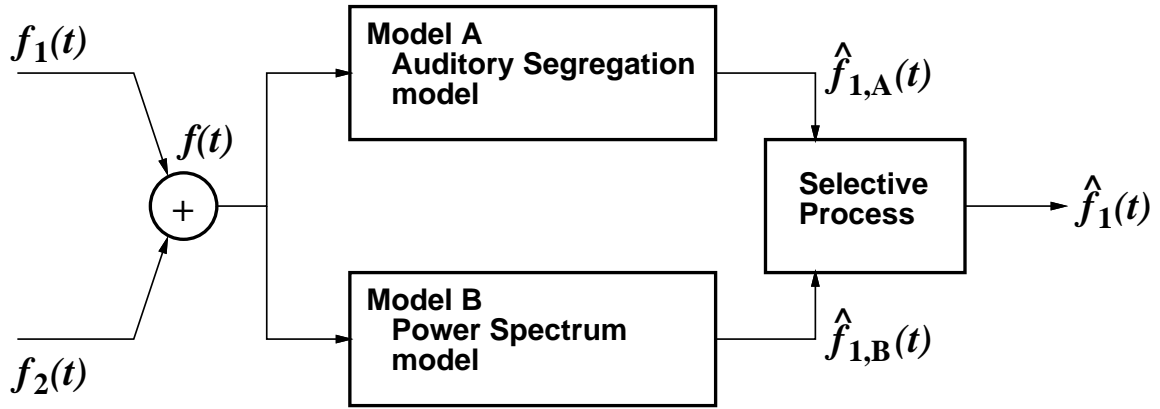 f₁(t)
f(t)
+
f₂(t)
Model A
Auditory Segregation
model
Model B
Power Spectrum
model
f̂₁,A(t)
f̂₁,B(t)
Selective
Process
f̂₁(t)